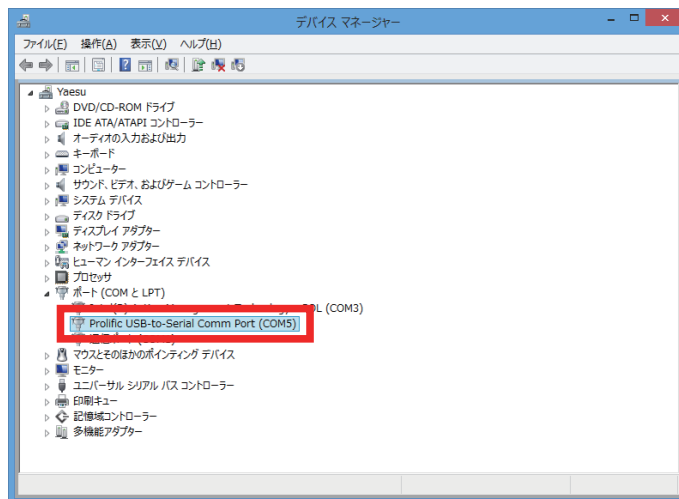 デバイス マネージャー
ファイル(F) 操作(A) 表示(V) ヘルプ(H)
Yaesu
DVD/CD-ROM ドライブ
IDE ATA/ATAPI コントローラー
オーディオの入力および出力
キーボード
コンピューター
サウンド、ビデオ、およびゲーム コントローラー
システム デバイス
ディスク ドライブ
ディスプレイ アダプター
ネットワーク アダプター
ヒューマン インターフェイス デバイス
プロセッサ
ポート (COM と LPT)
(COM3)
Prolific USB-to-Serial Comm Port (COM5)
マウスとそのほかのポインティング デバイス
モニター
ユニバーサル シリアル バス コントローラー
印刷キュー
記憶域コントローラー
多機能アダプター